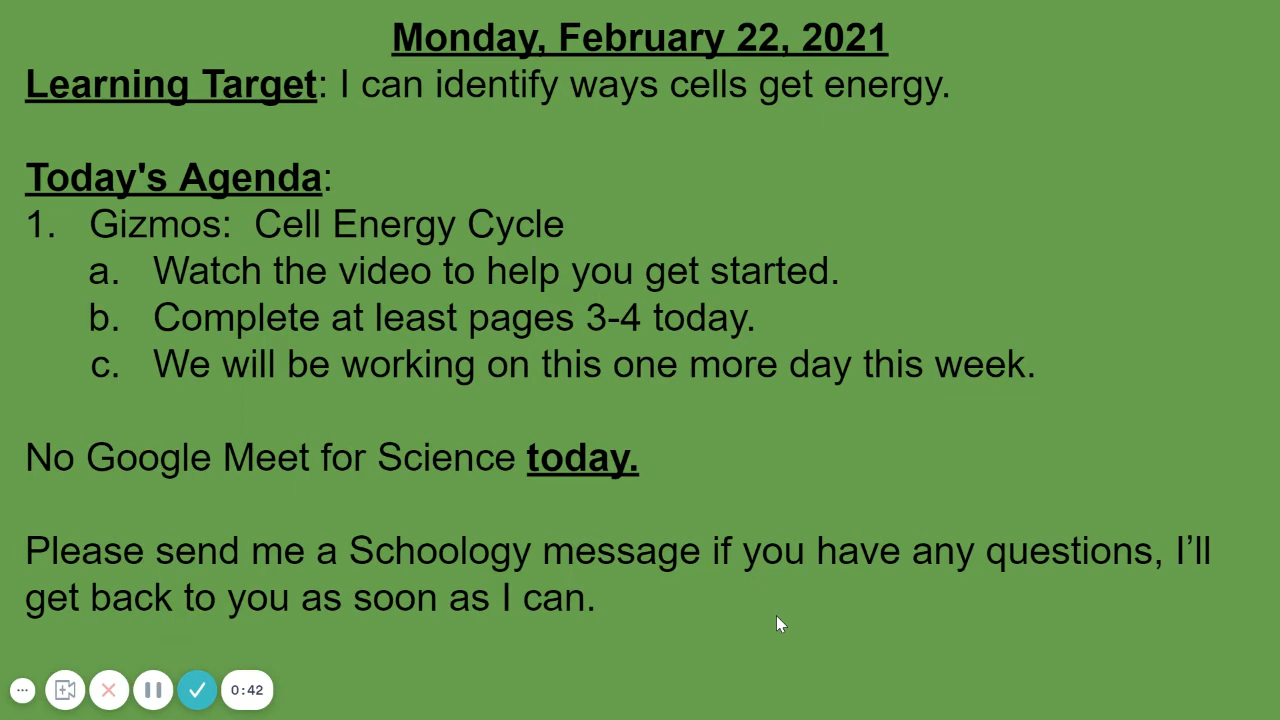 Monday, February 22, 2021
Learning Target: I can identify ways cells get energy.
Today's Agenda:
1. Gizmos:  Cell Energy Cycle
a. Watch the video to help you get started.
b. Complete at least pages 3-4 today.
c. We will be working on this one more day this week.
No Google Meet for Science today.
Please send me a Schoology message if you have any questions, I’ll
get back to you as soon as I can.
0:42